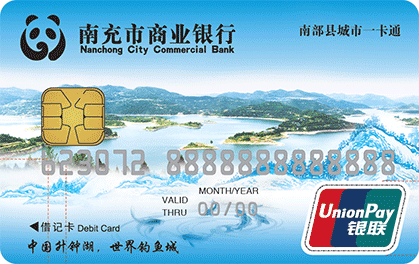 南充市商业银行
Nanchong City Commercial Bank
南部县城市一卡通
623072 8888888888888
MONTH/YEAR
VALID THRU 00/00
借记卡 Debit Card
中国升钟湖，世界钓鱼城
UnionPay
银联